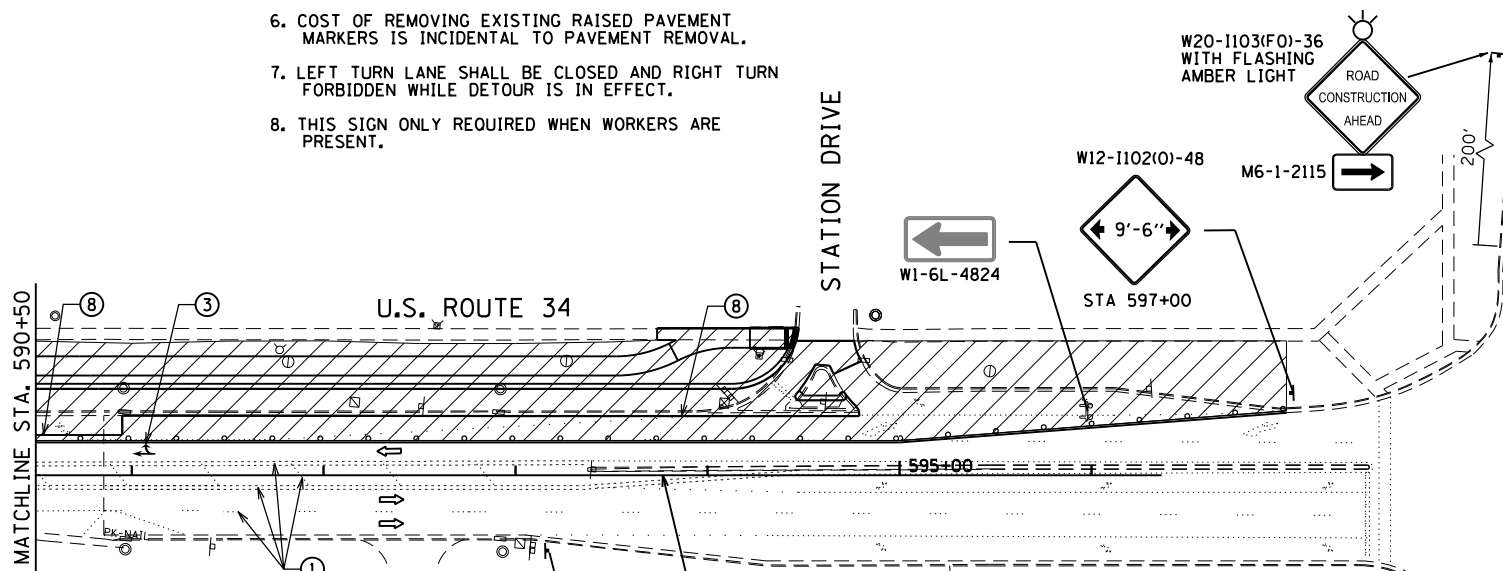 6. COST OF REMOVING EXISTING RAISED PAVEMENT
MARKERS IS INCIDENTAL TO PAVEMENT REMOVAL.
7. LEFT TURN LANE SHALL BE CLOSED AND RIGHT TURN
FORBIDDEN WHILE DETOUR IS IN EFFECT.
8. THIS SIGN ONLY REQUIRED WHEN WORKERS ARE
PRESENT.
W20-I103(FO)-36
WITH FLASHING
AMBER LIGHT
ROAD
CONSTRUCTION
AHEAD
M6-1-2115
200'
STATION DRIVE
W12-I102(O)-48
9'-6''
STA 597+00
W1-6L-4824
MATCHLINE STA. 590+50
U.S. ROUTE 34
8
3
8
595+00
PK-NAIL
1